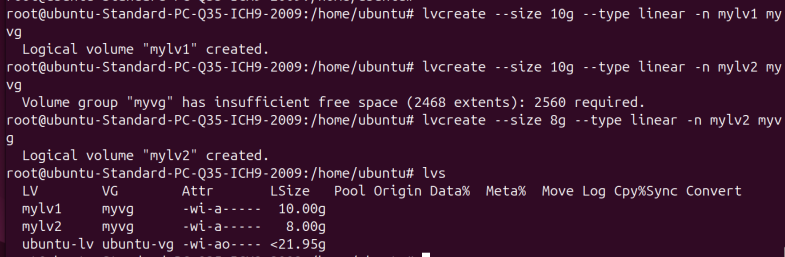 root@ubuntu-Standard-PC-Q35-ICH9-2009:/home/ubuntu# lvcreate --size 10g --type linear -n mylv1 my
vg
  Logical volume "mylv1" created.
root@ubuntu-Standard-PC-Q35-ICH9-2009:/home/ubuntu# lvcreate --size 10g --type linear -n mylv2 my
vg
  Volume group "myvg" has insufficient free space (2468 extents): 2560 required.
root@ubuntu-Standard-PC-Q35-ICH9-2009:/home/ubuntu# lvcreate --size 8g --type linear -n mylv2 myv
g
  Logical volume "mylv2" created.
root@ubuntu-Standard-PC-Q35-ICH9-2009:/home/ubuntu# lvs
  LV        VG        Attr       LSize   Pool Origin Data%  Meta%  Move Log Cpy%Sync Convert
  mylv1     myvg      -wi-a-----  10.00g
  mylv2     myvg      -wi-a-----   8.00g
  ubuntu-lv ubuntu-vg -wi-ao---- <21.95g